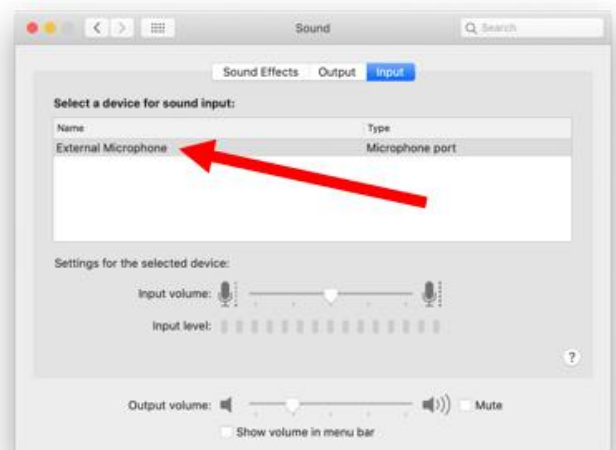 Sound
Search
Sound Effects Output Input
Select a device for sound input:
Name Type
External Microphone Microphone port
Settings for the selected device:
Input volume:
Input level:
?
Output volume: Mute
Show volume in menu bar